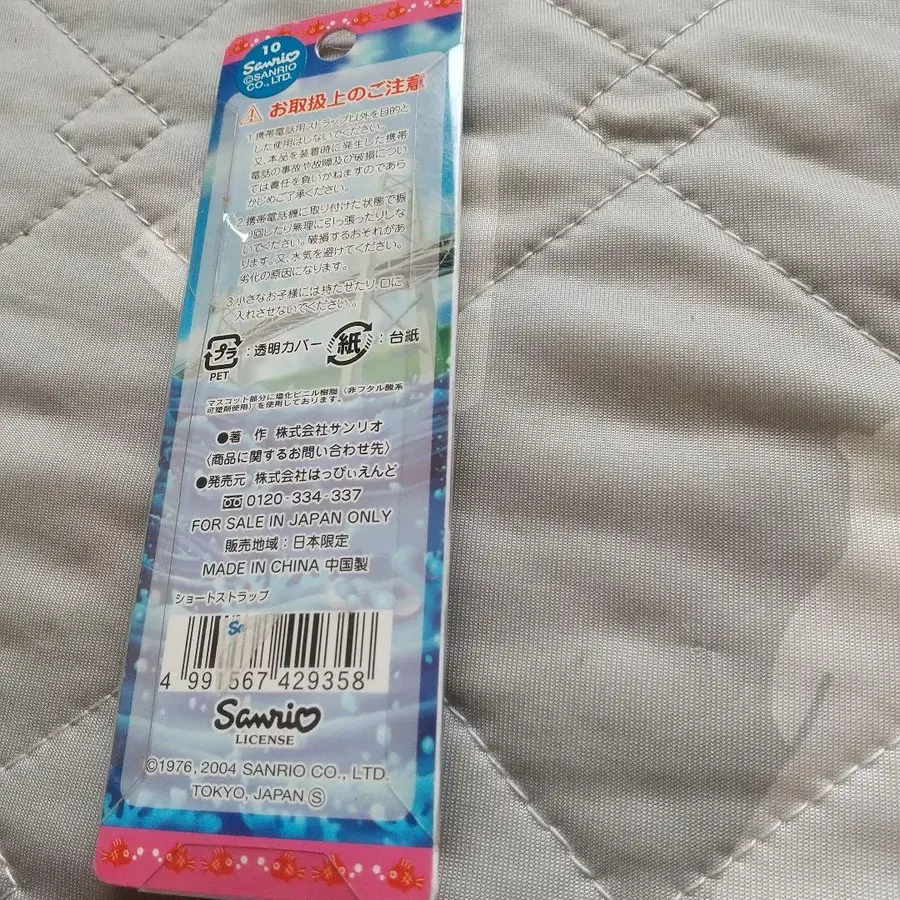 10
Sanrio
©SANRIO
CO., LTD.
お取扱上のご注意
1.携帯電話用ストラップ以外を目的と
した使用はしないでください。
又、本品を装着時に発生した携帯
電話の事故や故障及び破損につい
ては責任を負いかねますのであら
かじめご了承ください。
2.携帯電話機に取り付けた状態で振
り回したり無理に引っ張ったりしな
いでください。破損するおそれがあ
ります。又、水気を避けてください。
劣化の原因になります。
3.小さなお子様には持たせたり、口に
入れさせないでください。
プラ :透明カバー 紙 :台紙
PET
マスコット部分に塩化ビニル樹脂(非フタル酸系
可塑剤使用)を使用しております。
●著 作 株式会社サンリオ
〈商品に関するお問い合わせ先〉
●発売元 株式会社はっぴぃえんど
0120-334-337
FOR SALE IN JAPAN ONLY
販売地域:日本限定
MADE IN CHINA 中国製
ショートストラップ
4 991567 429358
Sanrio
LICENSE
©1976, 2004 SANRIO CO., LTD.
TOKYO, JAPAN Ⓢ